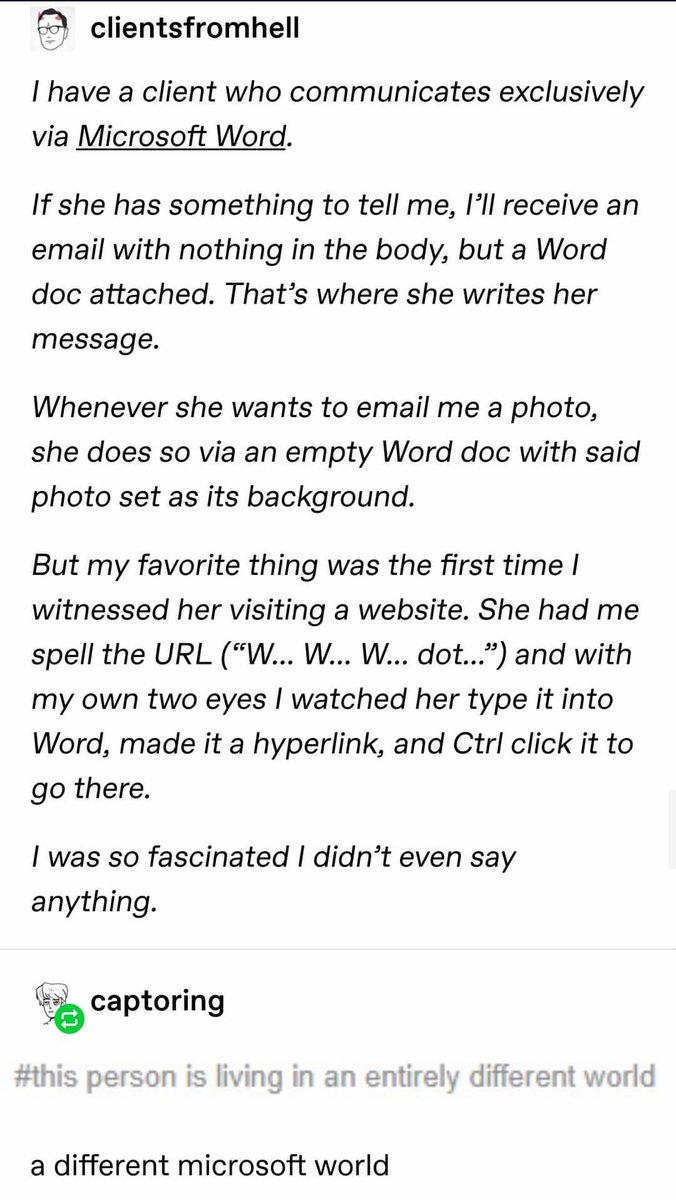 clientsfromhell
I have a client who communicates exclusively
via Microsoft Word.
If she has something to tell me, I’ll receive an
email with nothing in the body, but a Word
doc attached. That’s where she writes her
message.
Whenever she wants to email me a photo,
she does so via an empty Word doc with said
photo set as its background.
But my favorite thing was the first time I
witnessed her visiting a website. She had me
spell the URL (“W... W... W... dot...”) and with
my own two eyes I watched her type it into
Word, made it a hyperlink, and Ctrl click it to
go there.
I was so fascinated I didn’t even say
anything.
captoring
#this person is living in an entirely different world
a different microsoft world